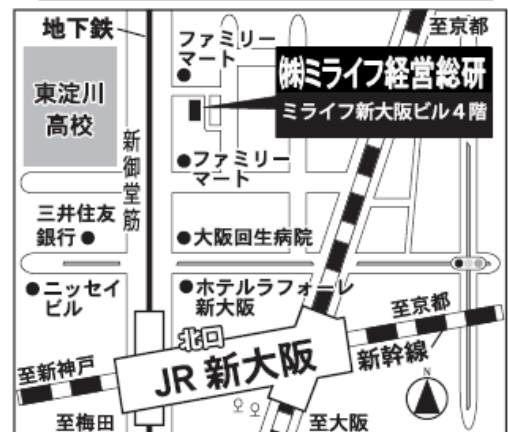 地下鉄
至京都
ファミリー
マート
㈱ミライフ経営総研
ミライフ新大阪ビル4階
東淀川
高校
新御堂筋
ファミリー
マート
三井住友
銀行
大阪回生病院
ニッセイ
ビル
ホテルラフォーレ
新大阪
至京都
北口
JR 新大阪
新幹線
至新神戸
N
至梅田
至大阪